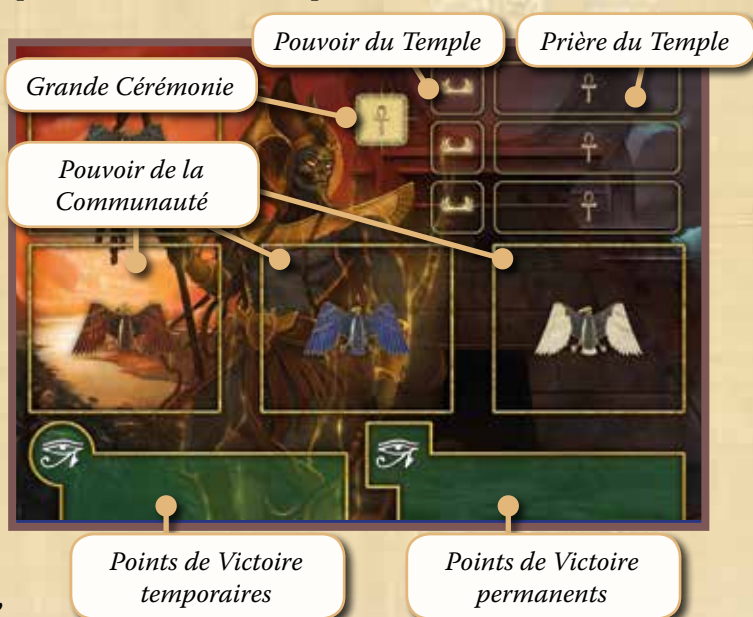 Pouvoir du Temple
Prière du Temple
Grande Cérémonie
Pouvoir de la
Communauté
Points de Victoire
temporaires
Points de Victoire
permanents